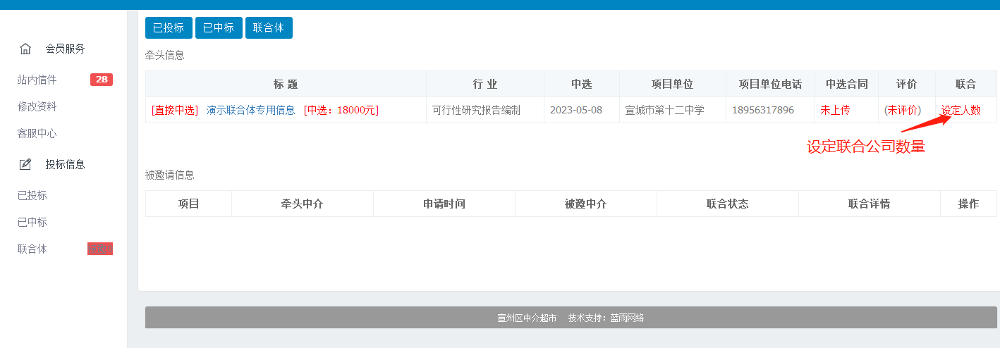 已投标 已中标 联合体
会员服务
站内信件 28
修改资料
客服中心
投标信息
已投标
已中标
联合体
牵头信息
标 题 行 业 中选 项目单位 项目单位电话 中选合同 评价 联合
[直接中选] 演示联合体专用信息 [中选：18000元] 可行性研究报告编制 2023-05-08 宣城市第十二中学 18956317896 未上传 (未评价) 设定人数
设定联合公司数量
被邀请信息
项目 牵头中介 申请时间 被邀中介 联合状态 联合详情 操作
宣州区中介超市 技术支持：蓝雨网络